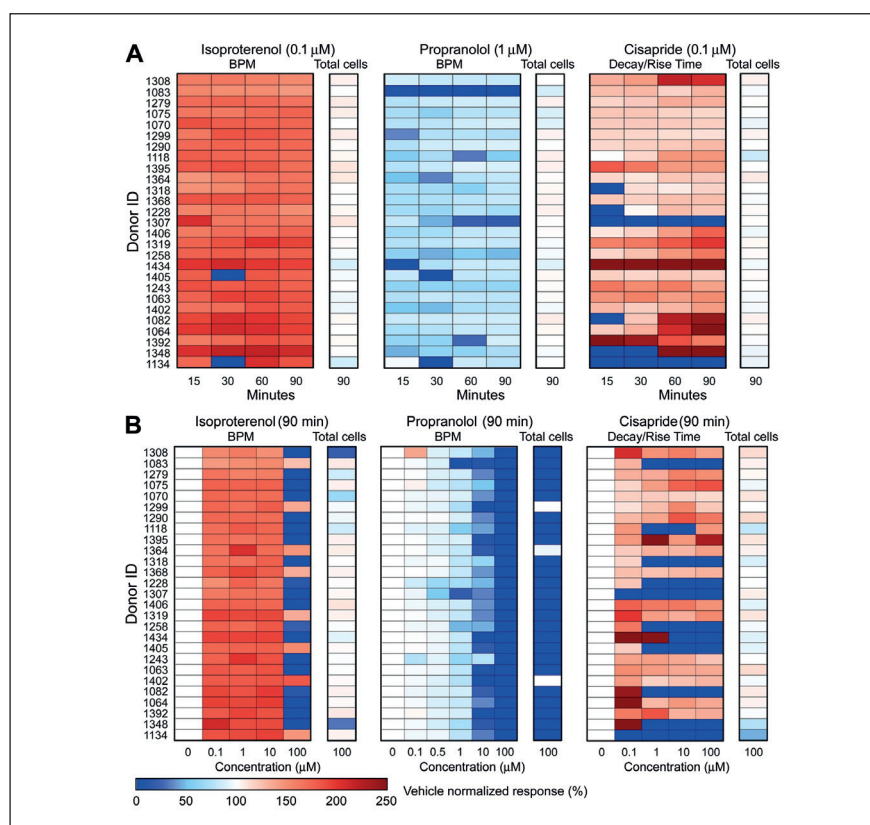 A
Isoproterenol (0.1 µM)
BPM
Total cells
Propranolol (1 µM)
BPM
Total cells
Cisapride (0.1 µM)
Decay/Rise Time
Total cells
Donor ID
1308
1083
1279
1075
1070
1299
1290
1118
1395
1364
1318
1368
1228
1307
1406
1319
1258
1434
1405
1243
1063
1402
1082
1064
1392
1348
1134
15 30 60 90 90
Minutes
15 30 60 90 90
Minutes
15 30 60 90 90
Minutes
B
Isoproterenol (90 min)
BPM
Total cells
Propranolol (90 min)
BPM
Total cells
Cisapride (90 min)
Decay/Rise Time
Total cells
Donor ID
1308
1083
1279
1075
1070
1299
1290
1118
1395
1364
1318
1368
1228
1307
1406
1319
1258
1434
1405
1243
1063
1402
1082
1064
1392
1348
1134
0 0.1 1 10 100 100
Concentration (µM)
0 0.1 0.5 1 10 100 100
Concentration (µM)
0 0.1 1 10 100 100
Concentration (µM)
0 50 100 150 200 250
Vehicle normalized response (%)